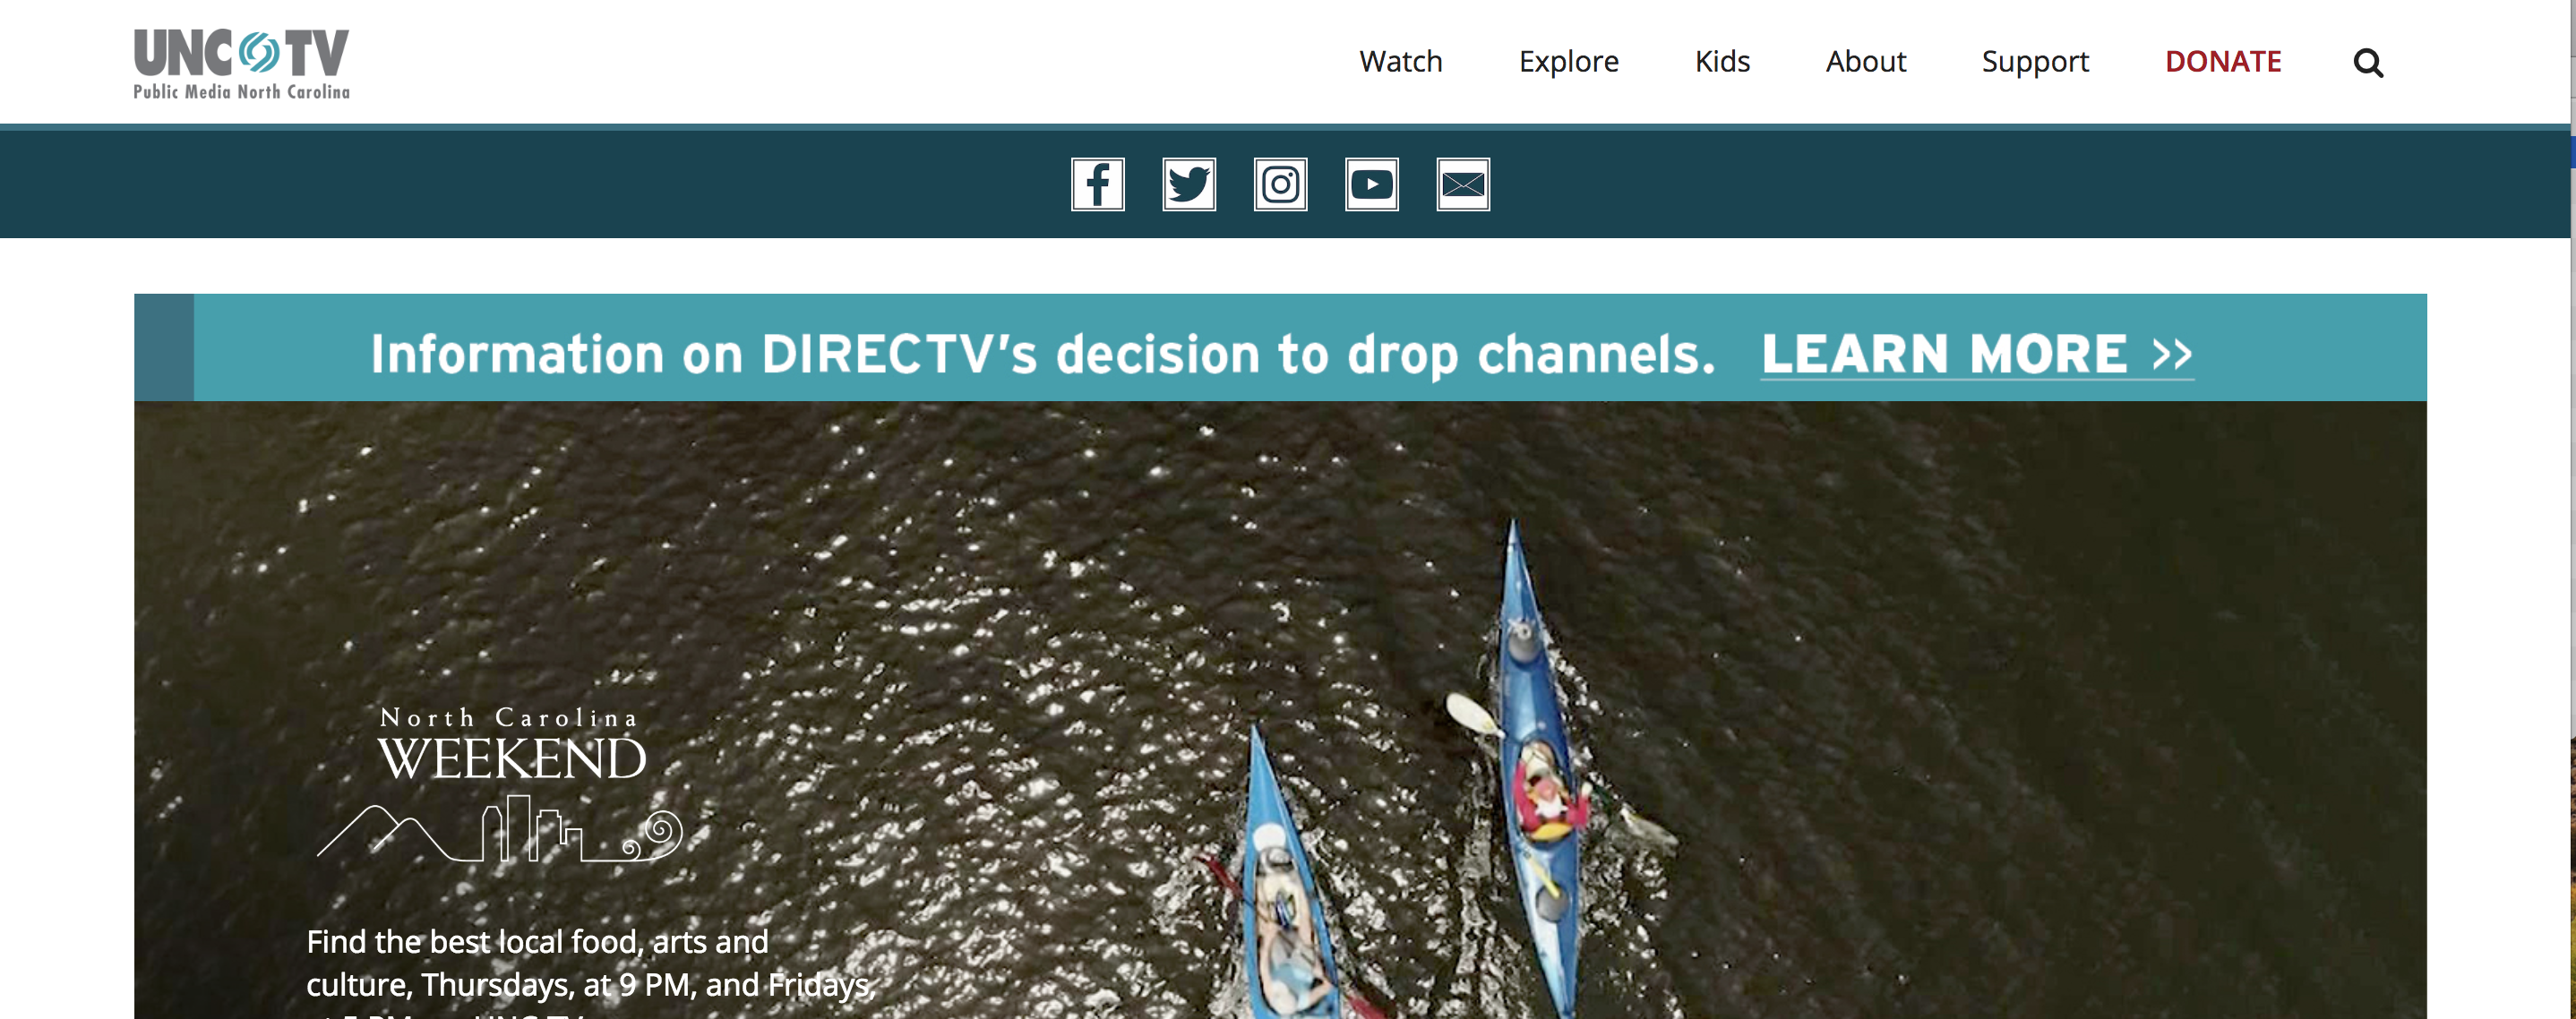 UNC TV
Public Media North Carolina
Watch Explore Kids About Support DONATE
Information on DIRECTV's decision to drop channels. LEARN MORE >>
North Carolina
WEEKEND
Find the best local food, arts and
culture, Thursdays, at 9 PM, and Fridays,